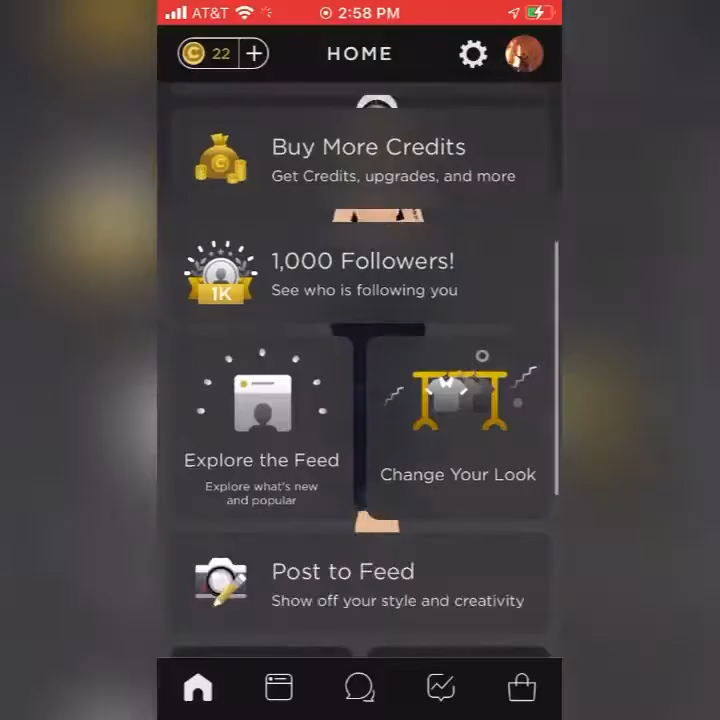 AT&T 2:58 PM
22 + HOME
Buy More Credits
Get Credits, upgrades, and more
1,000 Followers!
1K
See who is following you
Explore the Feed
Explore what's new
and popular
Change Your Look
Post to Feed
Show off your style and creativity